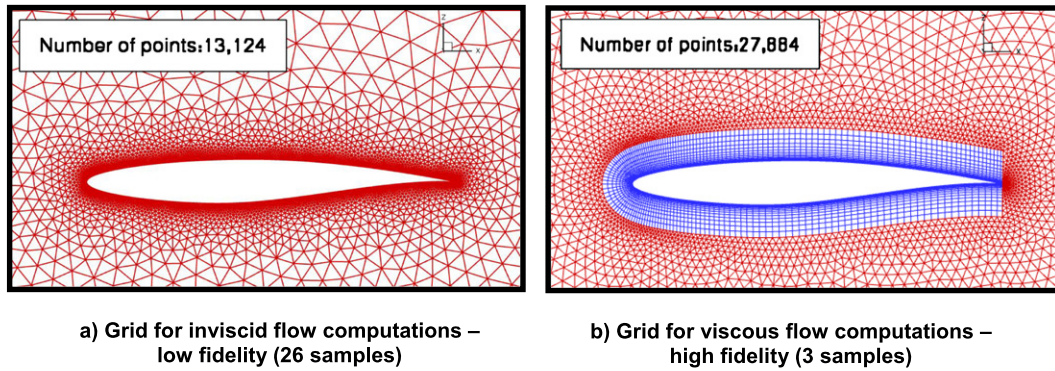 Number of points:13,124
z
x
Number of points:27,884
z
x
a) Grid for inviscid flow computations –
low fidelity (26 samples)
b) Grid for viscous flow computations –
high fidelity (3 samples)